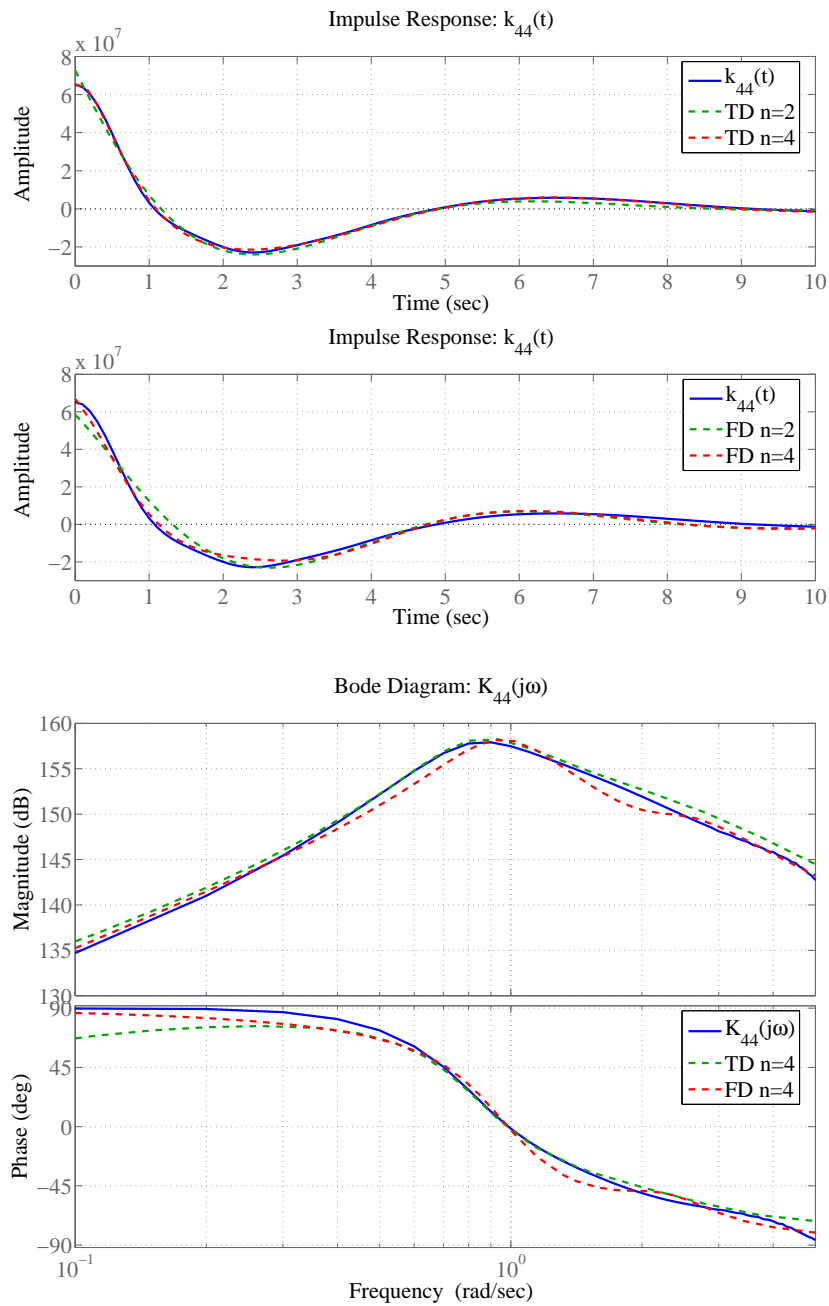 Impulse Response: k44(t)
x 10^7
8
6
4
2
0
−2
Amplitude
0 1 2 3 4 5 6 7 8 9 10
Time (sec)
k44(t)
TD n=2
TD n=4
Impulse Response: k44(t)
x 10^7
8
6
4
2
0
−2
Amplitude
0 1 2 3 4 5 6 7 8 9 10
Time (sec)
k44(t)
FD n=2
FD n=4
Bode Diagram: K44(jω)
160
155
150
145
140
135
130
Magnitude (dB)
90
45
0
−45
−90
Phase (deg)
K44(jω)
TD n=4
FD n=4
10^−1 10^0
Frequency (rad/sec)